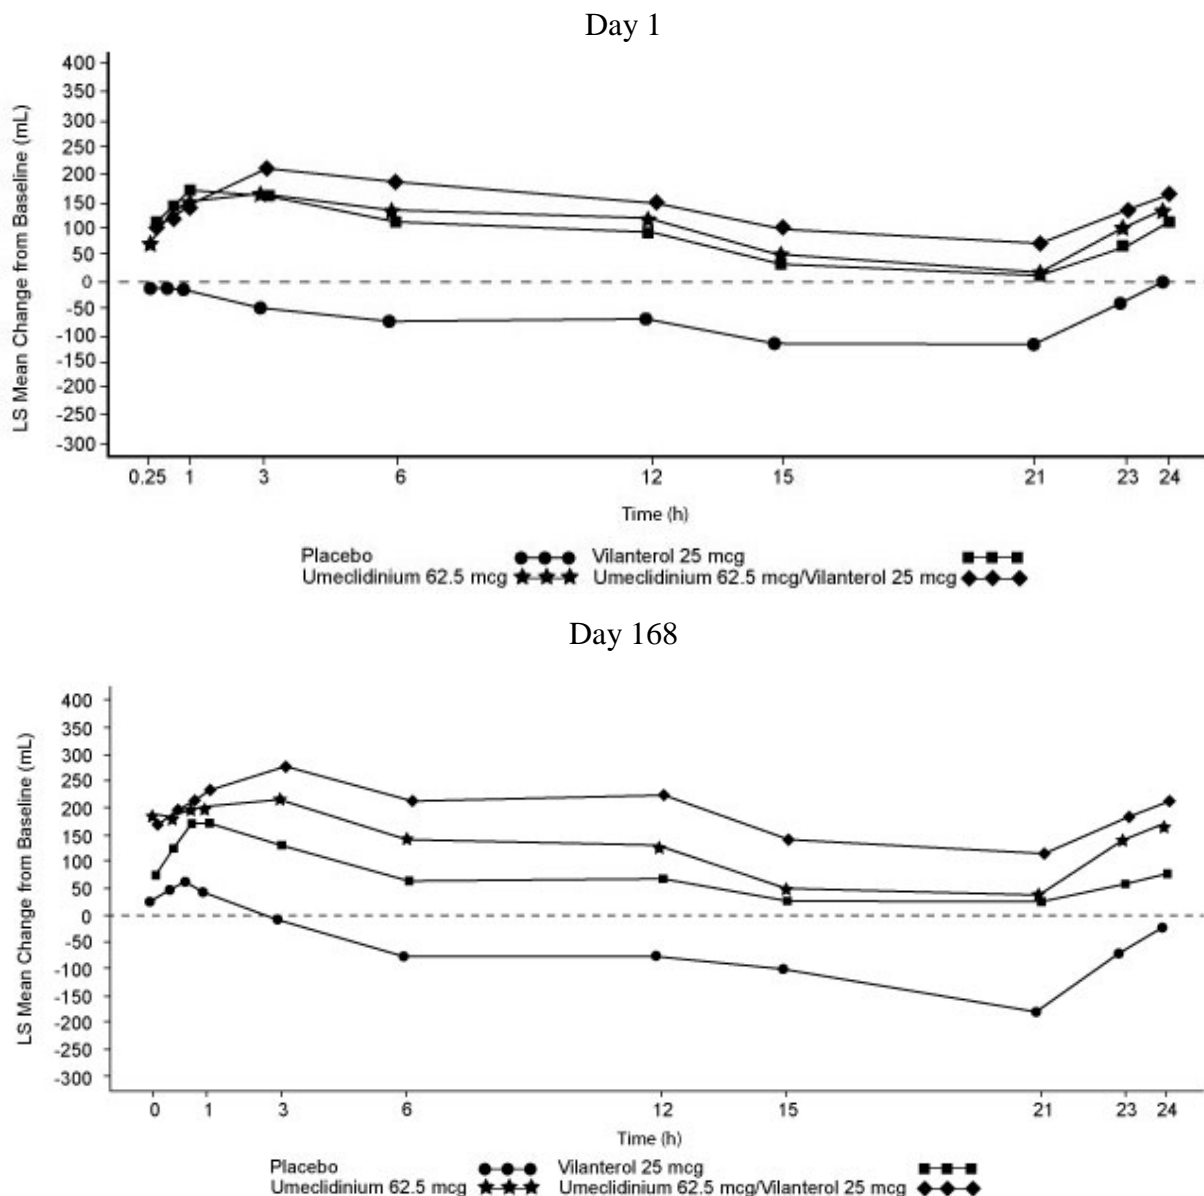 Day 1
LS Mean Change from Baseline (mL)
400
350
300
250
200
150
100
50
0
-50
-100
-150
-200
-250
-300
0.25 1 3 6 12 15 21 23 24
Time (h)
Placebo Vilanterol 25 mcg
Umeclidinium 62.5 mcg Umeclidinium 62.5 mcg/Vilanterol 25 mcg
Day 168
LS Mean Change from Baseline (mL)
400
350
300
250
200
150
100
50
0
-50
-100
-150
-200
-250
-300
0 1 3 6 12 15 21 23 24
Time (h)
Placebo Vilanterol 25 mcg
Umeclidinium 62.5 mcg Umeclidinium 62.5 mcg/Vilanterol 25 mcg